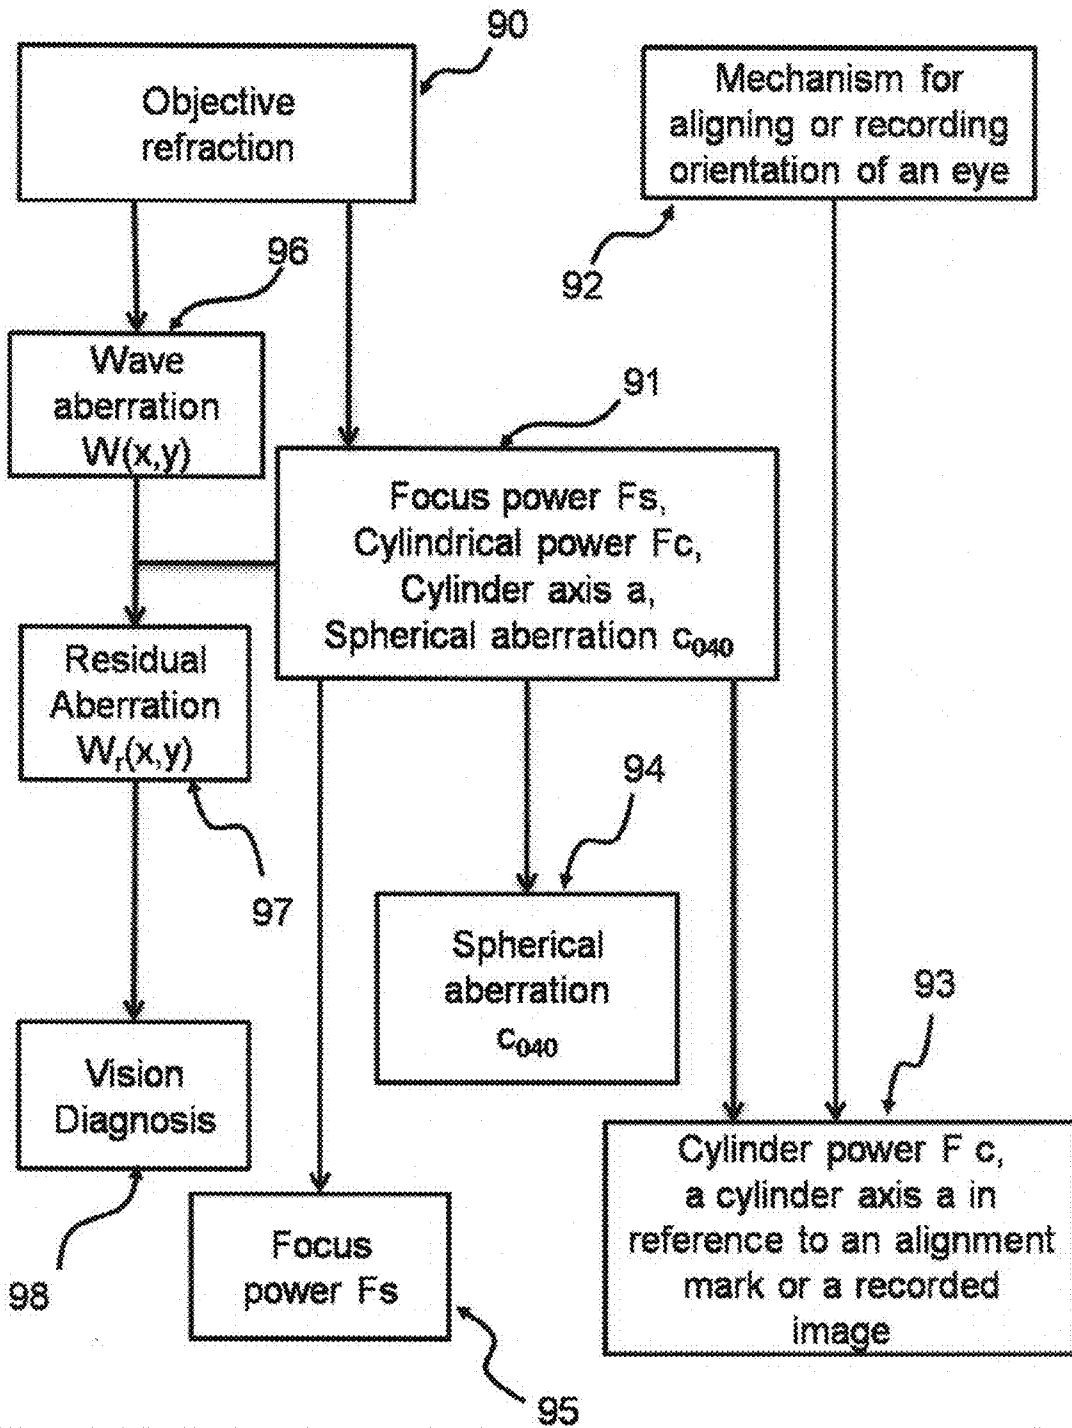 90
Objective
refraction
Mechanism for
aligning or recording
orientation of an eye
92
96
Wave
aberration
W(x,y)
91
Focus power Fs,
Cylindrical power Fc,
Cylinder axis a,
Spherical aberration c₀₄₀
Residual
Aberration
Wᵣ(x,y)
97
94
Spherical
aberration
c₀₄₀
93
Vision
Diagnosis
98
Cylinder power F c,
a cylinder axis a in
reference to an alignment
mark or a recorded
image
Focus
power Fs
95